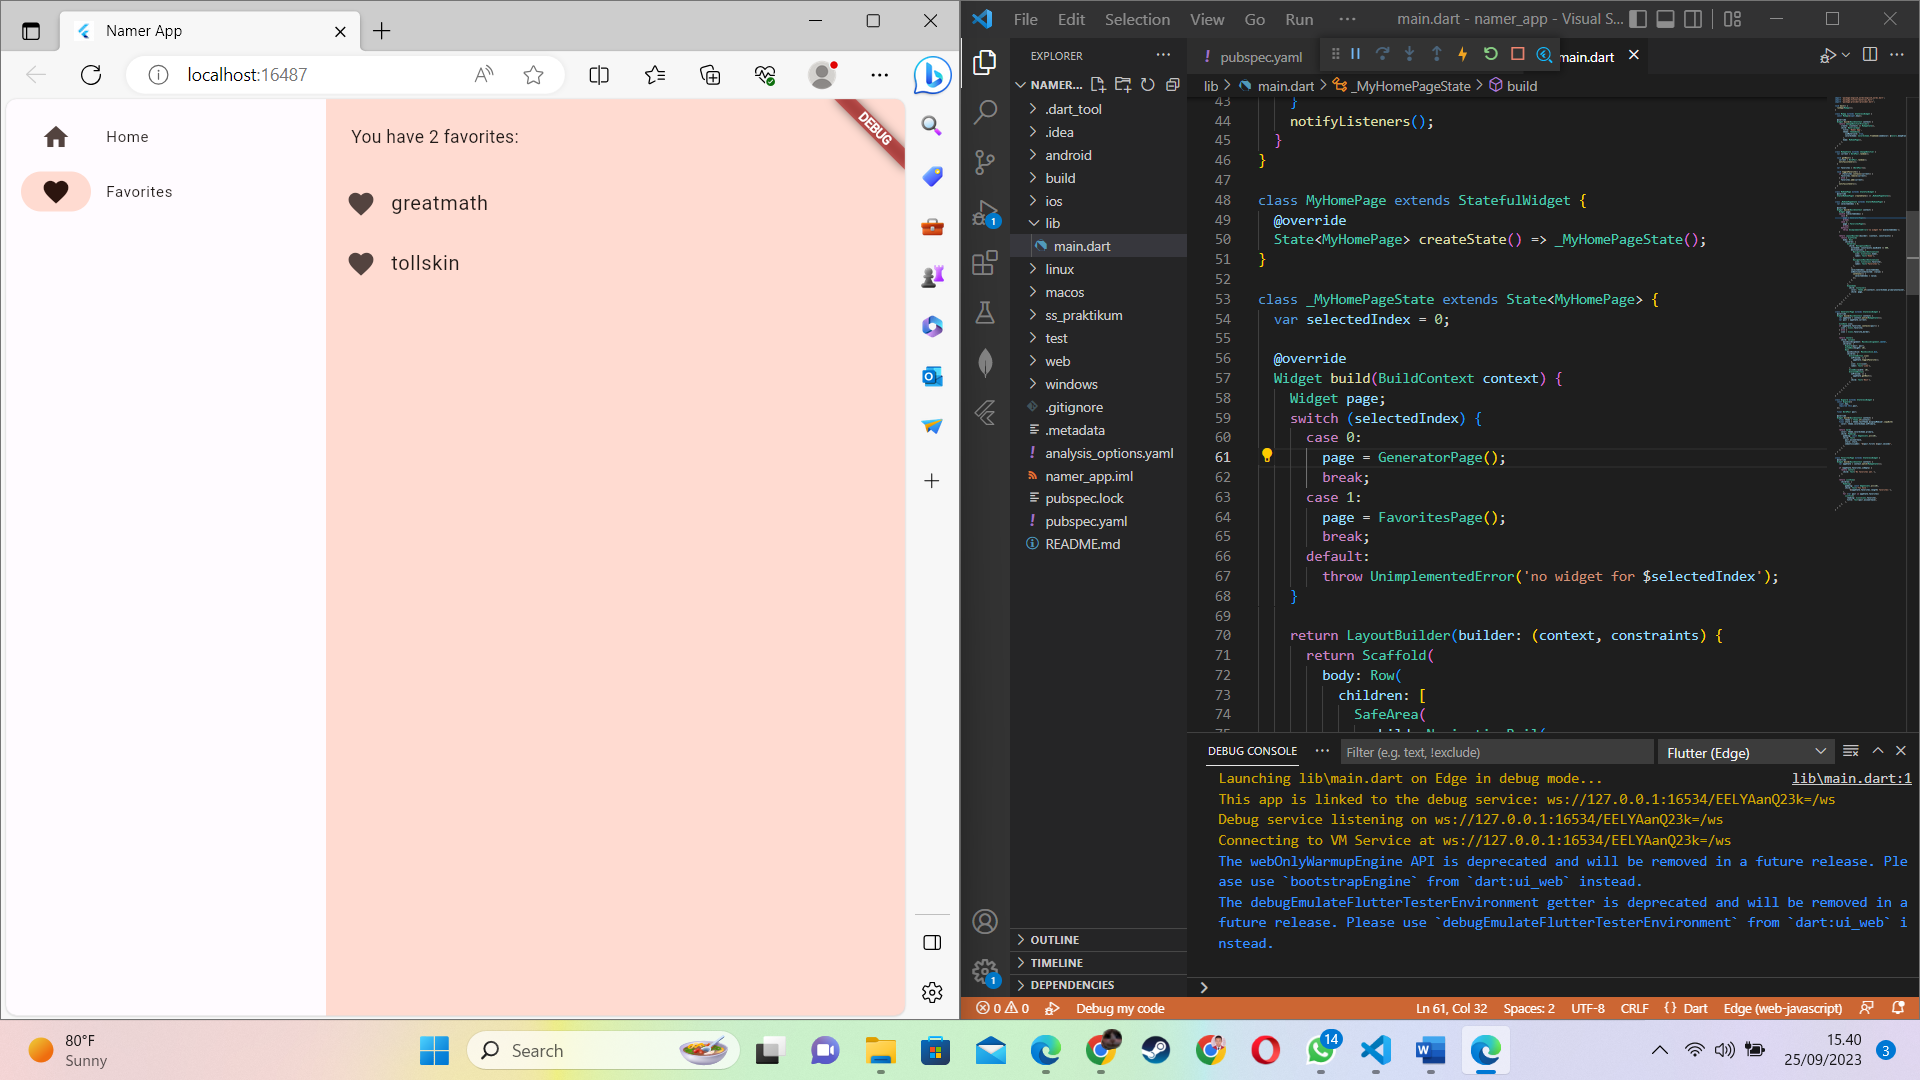 Namer App
localhost:16487
Home
Favorites
You have 2 favorites:
greatmath
tollskin
DEBUG
File Edit Selection View Go Run ···
main.dart - namer_app - Visual S...
EXPLORER
NAMER...
.dart_tool
.idea
android
build
ios
lib
main.dart
linux
macos
ss_praktikum
test
web
windows
.gitignore
.metadata
analysis_options.yaml
namer_app.iml
pubspec.lock
pubspec.yaml
README.md
OUTLINE
TIMELINE
DEPENDENCIES
1
1
pubspec.yaml
main.dart
lib > main.dart > _MyHomePageState > build
43 }
44 notifyListeners();
45 }
46 }
47
48 class MyHomePage extends StatefulWidget {
49 @override
50 State<MyHomePage> createState() => _MyHomePageState();
51 }
52
53 class _MyHomePageState extends State<MyHomePage> {
54 var selectedIndex = 0;
55
56 @override
57 Widget build(BuildContext context) {
58 Widget page;
59 switch (selectedIndex) {
60 case 0:
61 page = GeneratorPage();
62 break;
63 case 1:
64 page = FavoritesPage();
65 break;
66 default:
67 throw UnimplementedError('no widget for $selectedIndex');
68 }
69
70 return LayoutBuilder(builder: (context, constraints) {
71 return Scaffold(
72 body: Row(
73 children: [
74 SafeArea(
DEBUG CONSOLE
Filter (e.g. text, !exclude)
Flutter (Edge)
Launching lib\main.dart on Edge in debug mode... lib\main.dart:1
This app is linked to the debug service: ws://127.0.0.1:16534/EELYAanQ23k=/ws
Debug service listening on ws://127.0.0.1:16534/EELYAanQ23k=/ws
Connecting to VM Service at ws://127.0.0.1:16534/EELYAanQ23k=/ws
The webOnlyWarmupEngine API is deprecated and will be removed in a future release. Ple
ase use `bootstrapEngine` from `dart:ui_web` instead.
The debugEmulateFlutterTesterEnvironment getter is deprecated and will be removed in a
future release. Please use `debugEmulateFlutterTesterEnvironment` from `dart:ui_web` i
nstead.
0 0 Debug my code
Ln 61, Col 32 Spaces: 2 UTF-8 CRLF { } Dart Edge (web-javascript)
80°F
Sunny
Search
14
15.40
25/09/2023
3